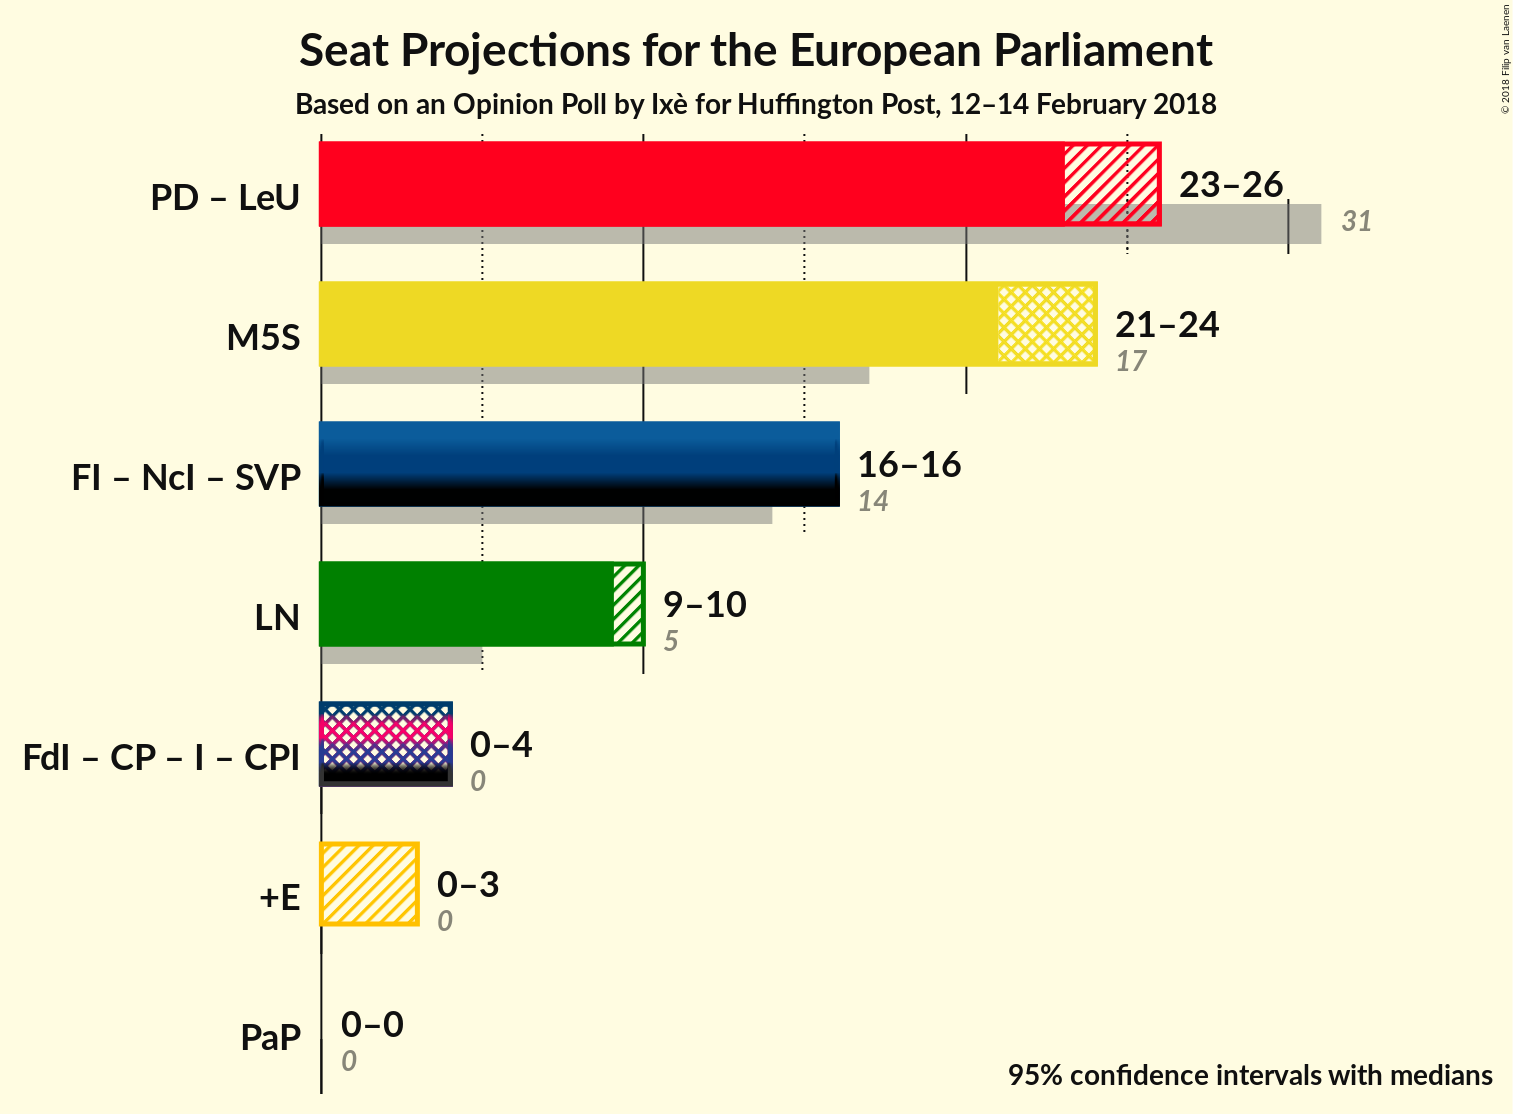 Seat Projections for the European Parliament
Based on an Opinion Poll by Ixè for Huffington Post, 12–14 February 2018
© 2018 Filip van Laenen
PD – LeU
23–26
31
M5S
21–24
17
FI – NcI – SVP
16–16
14
LN
9–10
5
FdI – CP – I – CPI
0–4
0
+E
0–3
0
PaP
0–0
0
95% confidence intervals with medians